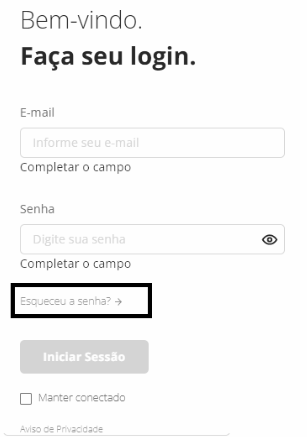 Bem-vindo.
Faça seu login.
E-mail
Informe seu e-mail
Completar o campo
Senha
Digite sua senha
Completar o campo
Esqueceu a senha? →
Iniciar Sessão
Manter conectado
Aviso de Privacidade